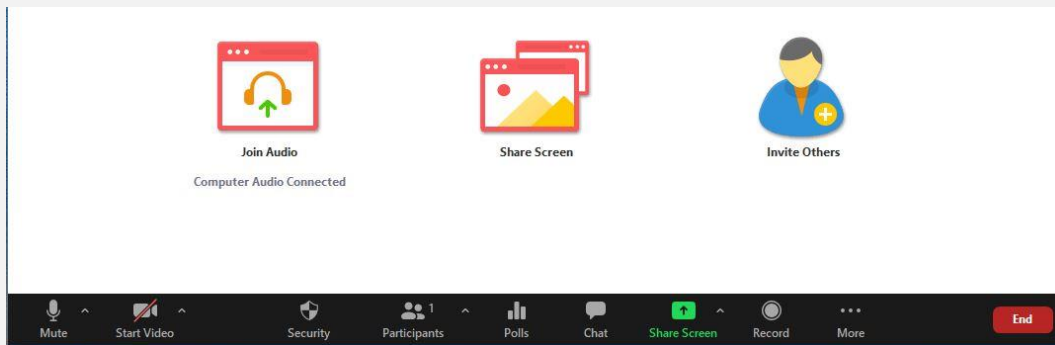 Join Audio
Share Screen
Invite Others
Computer Audio Connected
1
Mute
Start Video
Security
Participants
Polls
Chat
Share Screen
Record
More
End